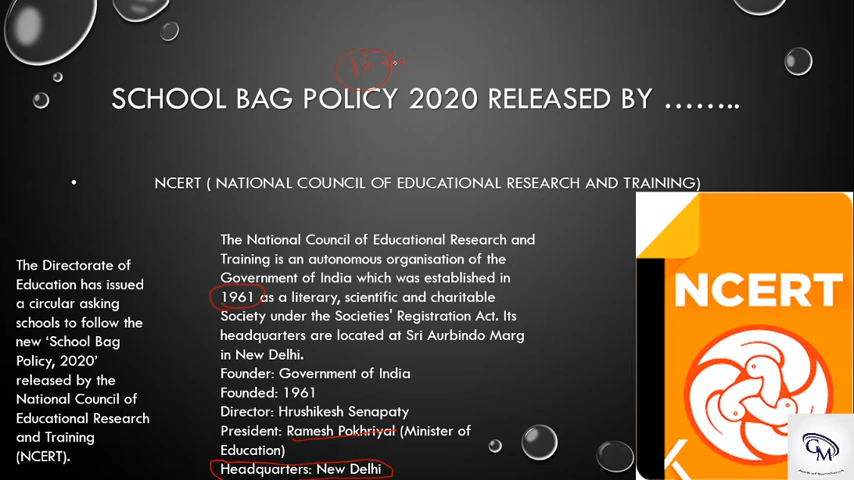 SCHOOL BAG POLICY 2020 RELEASED BY ……..
• NCERT ( NATIONAL COUNCIL OF EDUCATIONAL RESEARCH AND TRAINING)
The Directorate of
Education has issued
a circular asking
schools to follow the
new ‘School Bag
Policy, 2020’
released by the
National Council of
Educational Research
and Training
(NCERT).
The National Council of Educational Research and
Training is an autonomous organisation of the
Government of India which was established in
1961 as a literary, scientific and charitable
Society under the Societies’ Registration Act. Its
headquarters are located at Sri Aurbindo Marg
in New Delhi.
Founder: Government of India
Founded: 1961
Director: Hrushikesh Senapaty
President: Ramesh Pokhriyal (Minister of
Education)
Headquarters: New Delhi
NCERT
GM